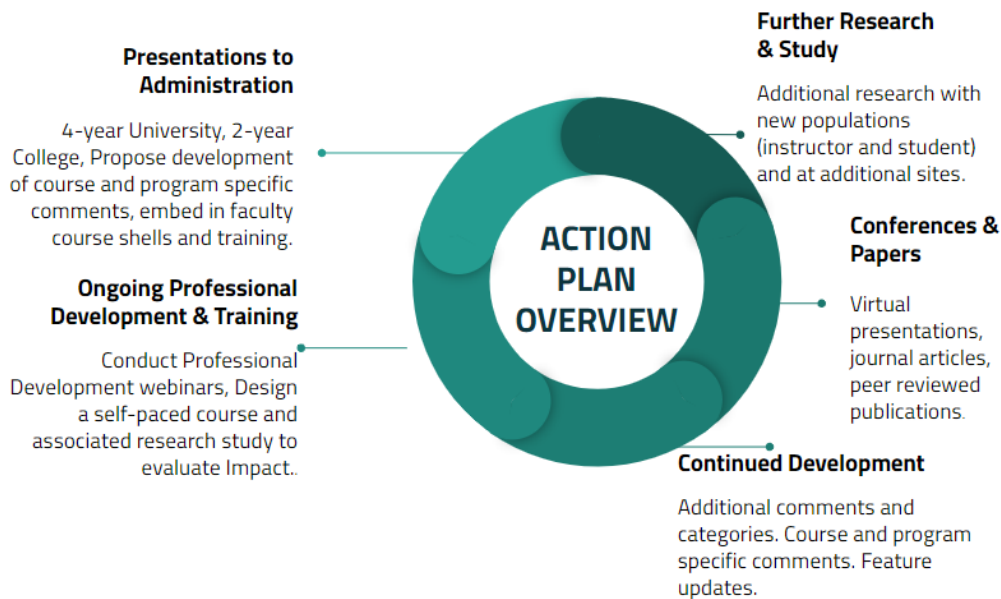 Presentations to
Administration
4-year University, 2-year
College, Propose development
of course and program specific
comments, embed in faculty
course shells and training.
Ongoing Professional
Development & Training
Conduct Professional
Development webinars, Design
a self-paced course and
associated research study to
evaluate Impact..
ACTION
PLAN
OVERVIEW
Further Research
& Study
Additional research with
new populations
(instructor and student)
and at additional sites.
Conferences &
Papers
Virtual
presentations,
journal articles,
peer reviewed
publications.
Continued Development
Additional comments and
categories. Course and program
specific comments. Feature
updates.